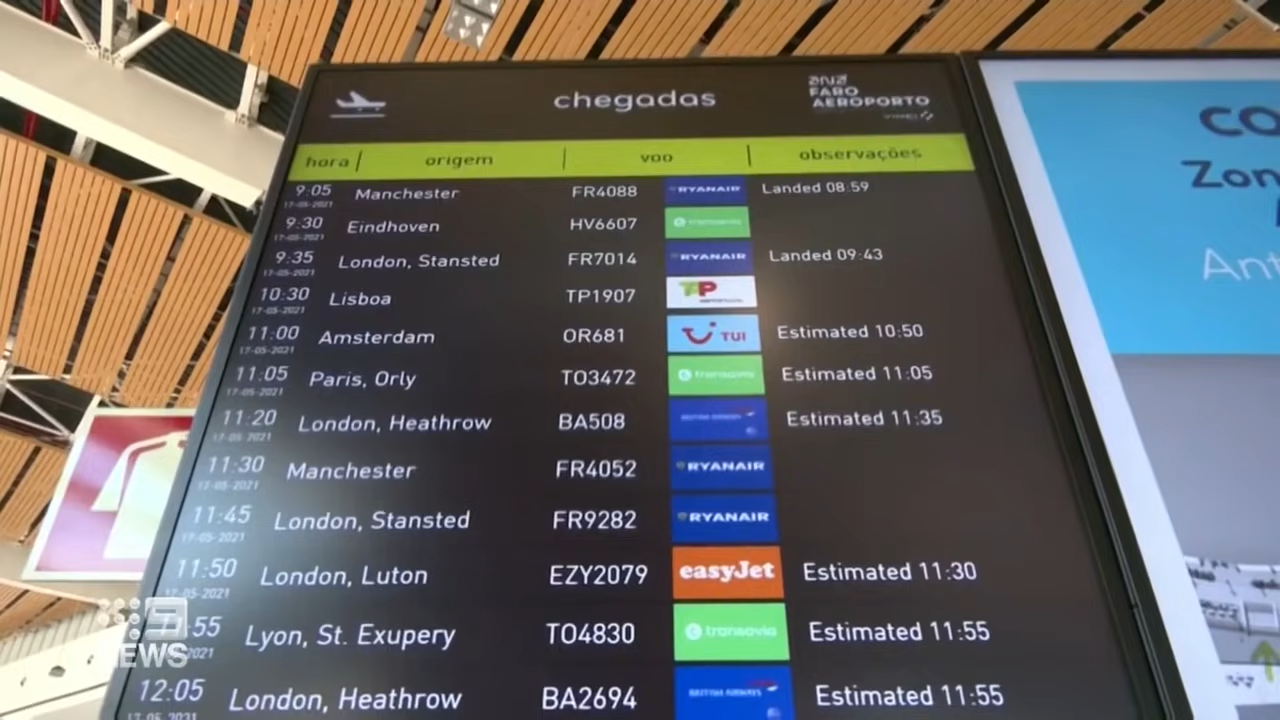 chegadas
ana
FARO
AEROPORTO
hora origem voo observações
9:05 Manchester FR4088 RYANAIR Landed 08:59
17-05-2021
9:30 Eindhoven HV6607 transavia
17-05-2021
9:35 London, Stansted FR7014 RYANAIR Landed 09:43
17-05-2021
10:30 Lisboa TP1907 TP
17-05-2021
11:00 Amsterdam OR681 TUI Estimated 10:50
17-05-2021
11:05 Paris, Orly TO3472 transavia Estimated 11:05
17-05-2021
11:20 London, Heathrow BA508 BRITISH AIRWAYS Estimated 11:35
17-05-2021
11:30 Manchester FR4052 RYANAIR
17-05-2021
11:45 London, Stansted FR9282 RYANAIR
17-05-2021
11:50 London, Luton EZY2079 easyJet Estimated 11:30
17-05-2021
11:55 Lyon, St. Exupery TO4830 transavia Estimated 11:55
2021
12:05 London, Heathrow BA2694 BRITISH AIRWAYS Estimated 11:55
17-05-2021
CO
Zon
Ant
9NEWS